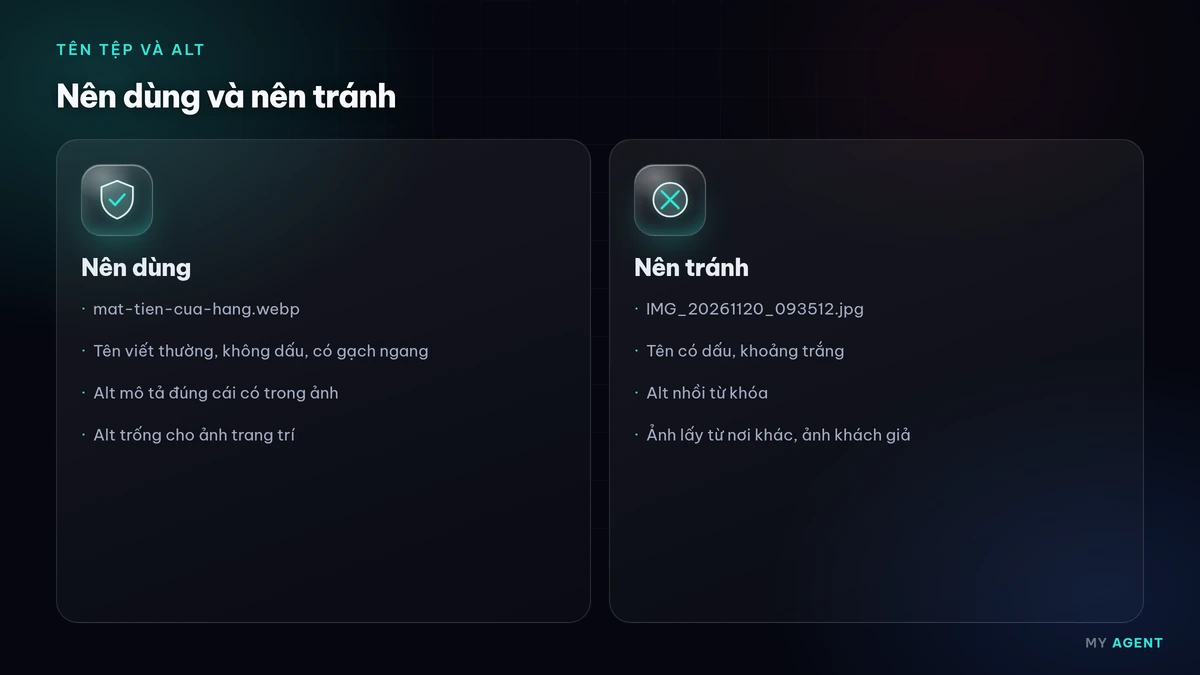 TÊN TỆP VÀ ALT
Nên dùng và nên tránh
Nên dùng
· mat-tien-cua-hang.webp
· Tên viết thường, không dấu, có gạch ngang
· Alt mô tả đúng cái có trong ảnh
· Alt trống cho ảnh trang trí
Nên tránh
· IMG_20261120_093512.jpg
· Tên có dấu, khoảng trắng
· Alt nhồi từ khóa
· Ảnh lấy từ nơi khác, ảnh khách giả
MY AGENT